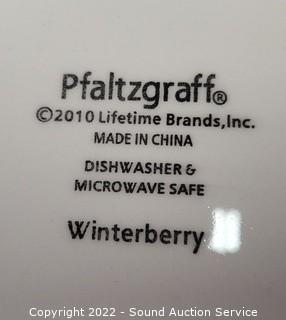 Pfaltzgraff®
©2010 Lifetime Brands,Inc.
MADE IN CHINA
DISHWASHER &
MICROWAVE SAFE
Winterberry
Copyright 2022 - Sound Auction Service